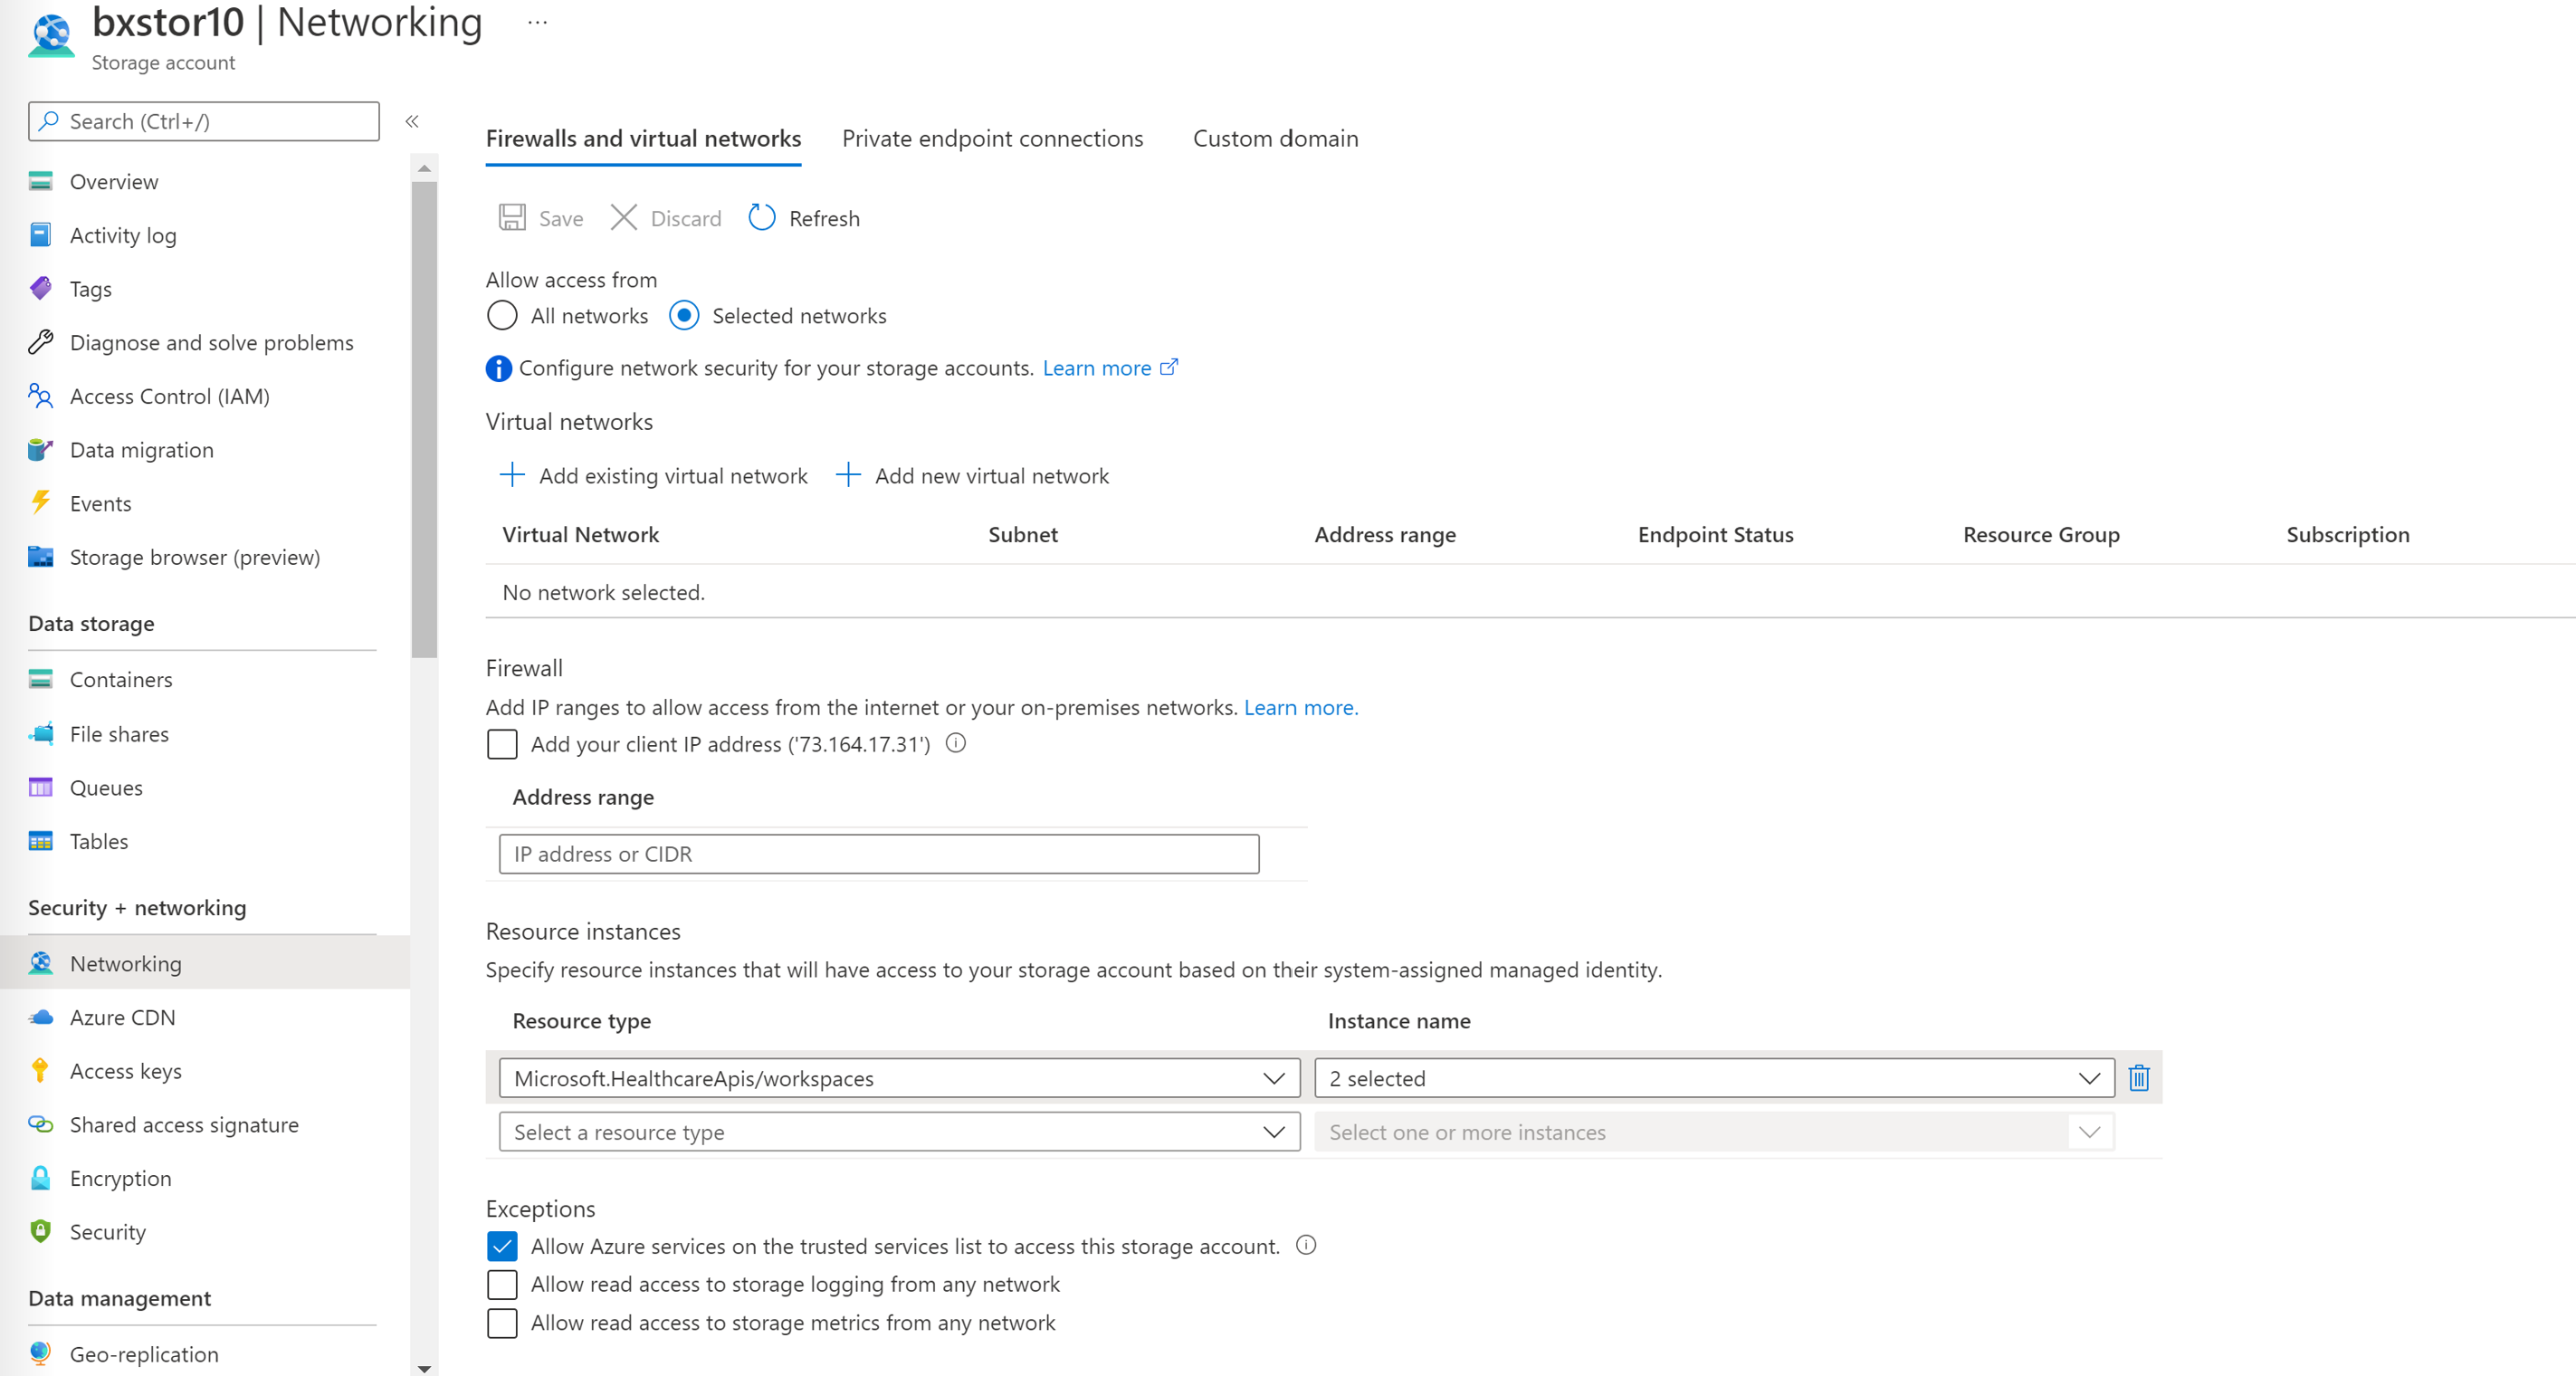 bxstor10 | Networking ...
Storage account
Search (Ctrl+/)
«
Overview
Activity log
Tags
Diagnose and solve problems
Access Control (IAM)
Data migration
Events
Storage browser (preview)
Data storage
Containers
File shares
Queues
Tables
Security + networking
Networking
Azure CDN
Access keys
Shared access signature
Encryption
Security
Data management
Geo-replication
Firewalls and virtual networks Private endpoint connections Custom domain
Save Discard Refresh
Allow access from
All networks Selected networks
Configure network security for your storage accounts. Learn more
Virtual networks
Add existing virtual network Add new virtual network
Virtual Network Subnet Address range Endpoint Status Resource Group Subscription
No network selected.
Firewall
Add IP ranges to allow access from the internet or your on-premises networks. Learn more.
Add your client IP address ('73.164.17.31')
Address range
IP address or CIDR
Resource instances
Specify resource instances that will have access to your storage account based on their system-assigned managed identity.
Resource type Instance name
Microsoft.HealthcareApis/workspaces 2 selected
Select a resource type Select one or more instances
Exceptions
Allow Azure services on the trusted services list to access this storage account.
Allow read access to storage logging from any network
Allow read access to storage metrics from any network